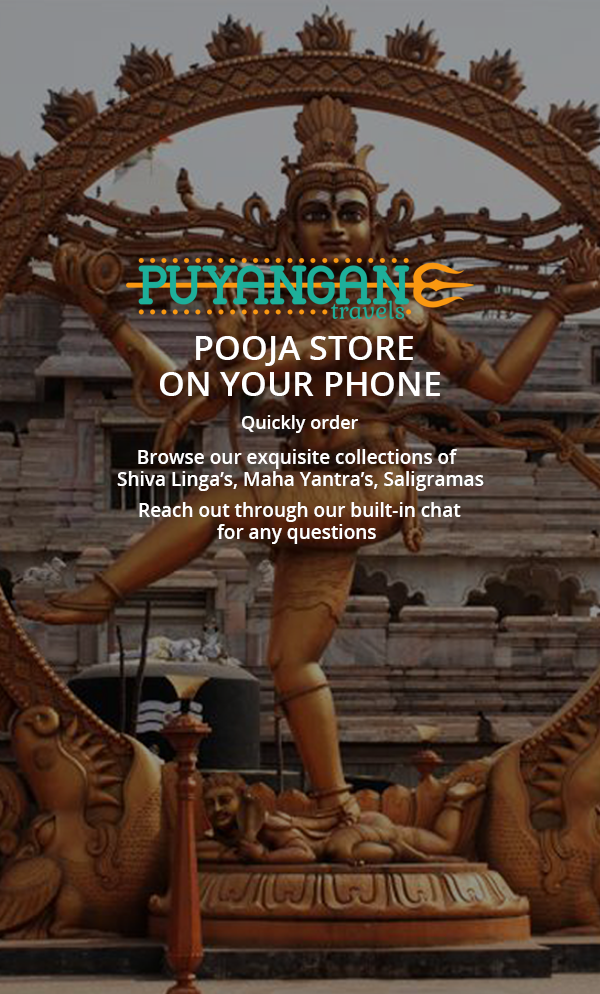 PUYANGAN
travels
POOJA STORE
ON YOUR PHONE
Quickly order
Browse our exquisite collections of
Shiva Linga’s, Maha Yantra’s, Saligramas
Reach out through our built-in chat
for any questions